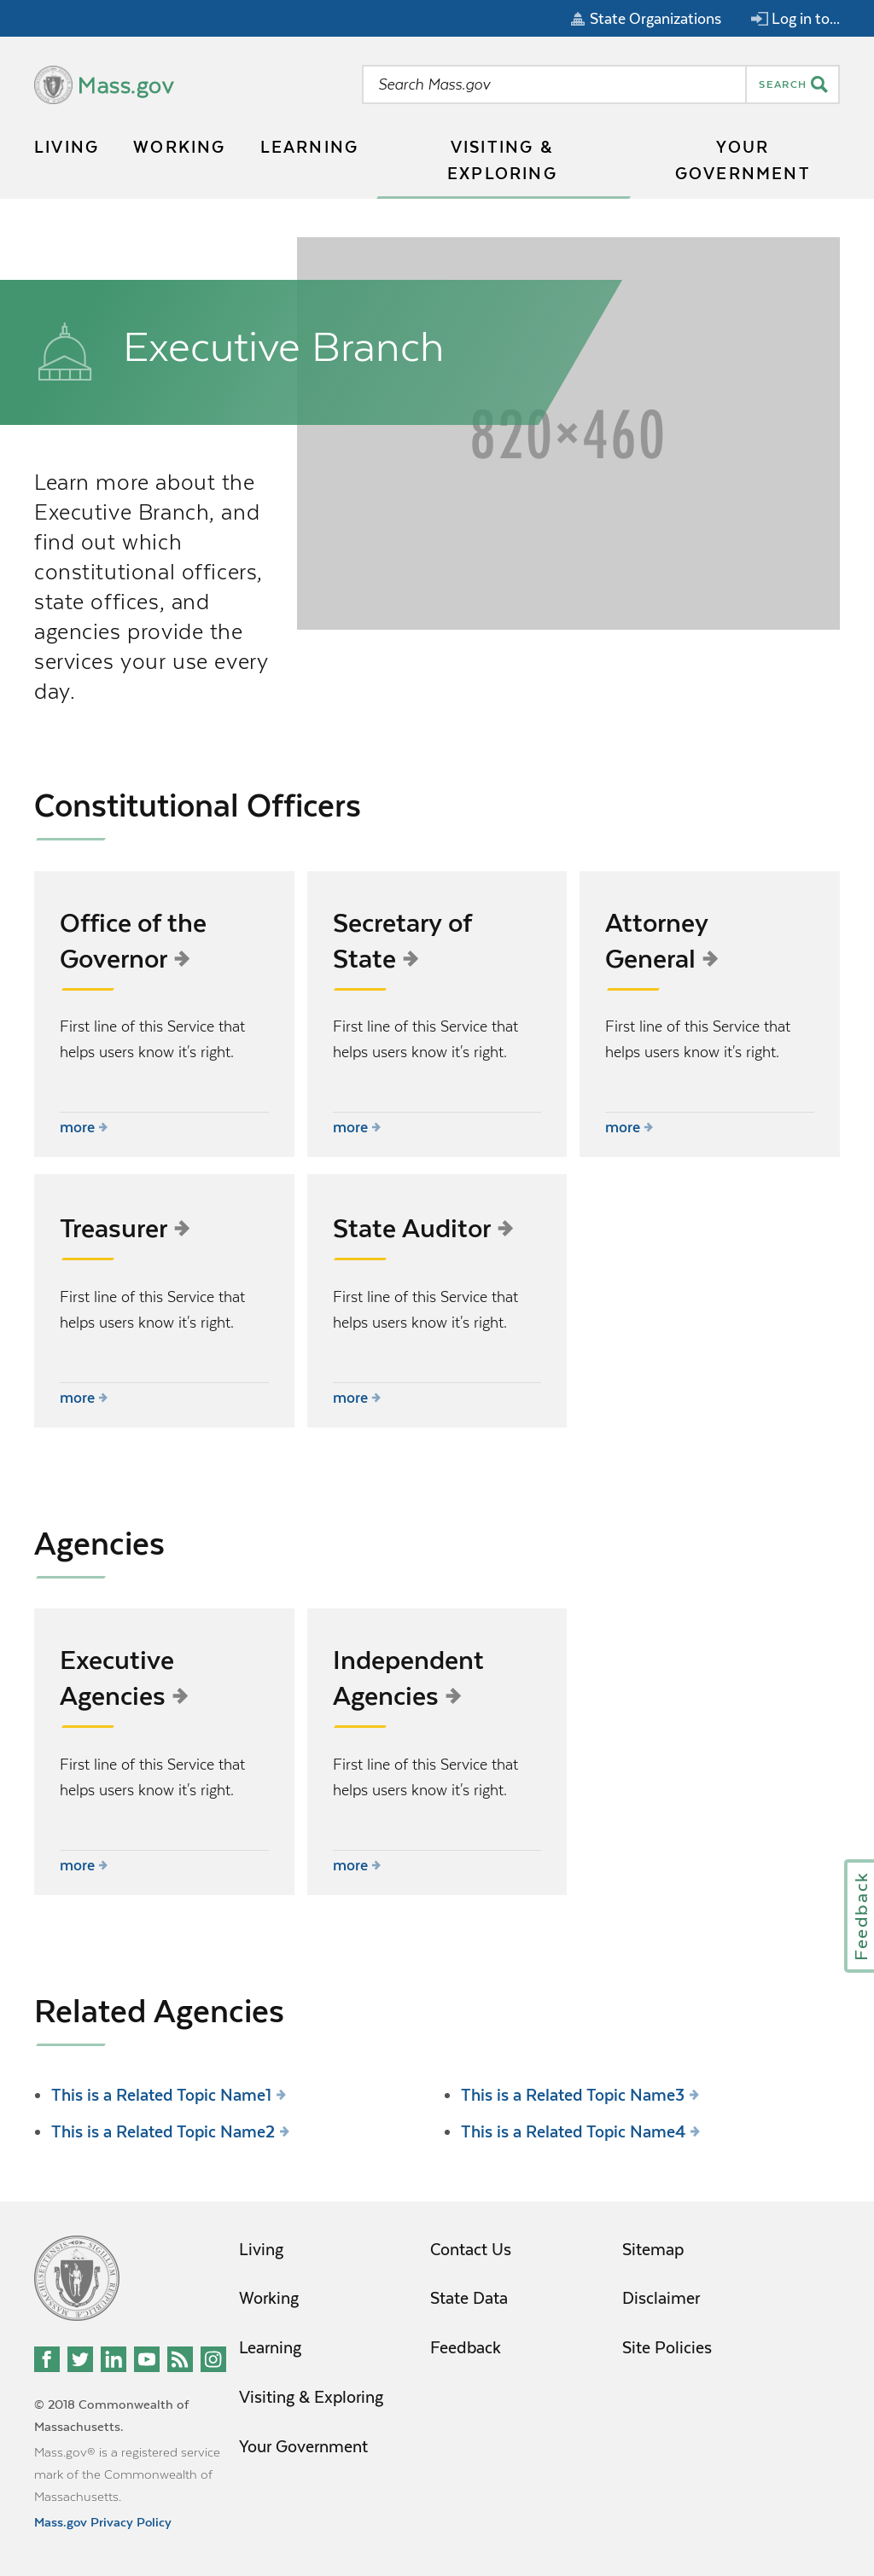 State Organizations
Log in to...
Mass.gov
Search Mass.gov
SEARCH
LIVING
WORKING
LEARNING
VISITING &
EXPLORING
YOUR
GOVERNMENT
Executive Branch
820×460
Learn more about the
Executive Branch, and
find out which
constitutional officers,
state offices, and
agencies provide the
services your use every
day.
Constitutional Officers
Office of the
Governor
First line of this Service that
helps users know it's right.
more
Secretary of
State
First line of this Service that
helps users know it's right.
more
Attorney
General
First line of this Service that
helps users know it's right.
more
Treasurer
First line of this Service that
helps users know it's right.
more
State Auditor
First line of this Service that
helps users know it's right.
more
Agencies
Executive
Agencies
First line of this Service that
helps users know it's right.
more
Independent
Agencies
First line of this Service that
helps users know it's right.
more
Feedback
Related Agencies
This is a Related Topic Name1
This is a Related Topic Name2
This is a Related Topic Name3
This is a Related Topic Name4
Living
Working
Learning
Visiting & Exploring
Your Government
Contact Us
State Data
Feedback
Sitemap
Disclaimer
Site Policies
© 2018 Commonwealth of
Massachusetts.
Mass.gov® is a registered service
mark of the Commonwealth of
Massachusetts.
Mass.gov Privacy Policy